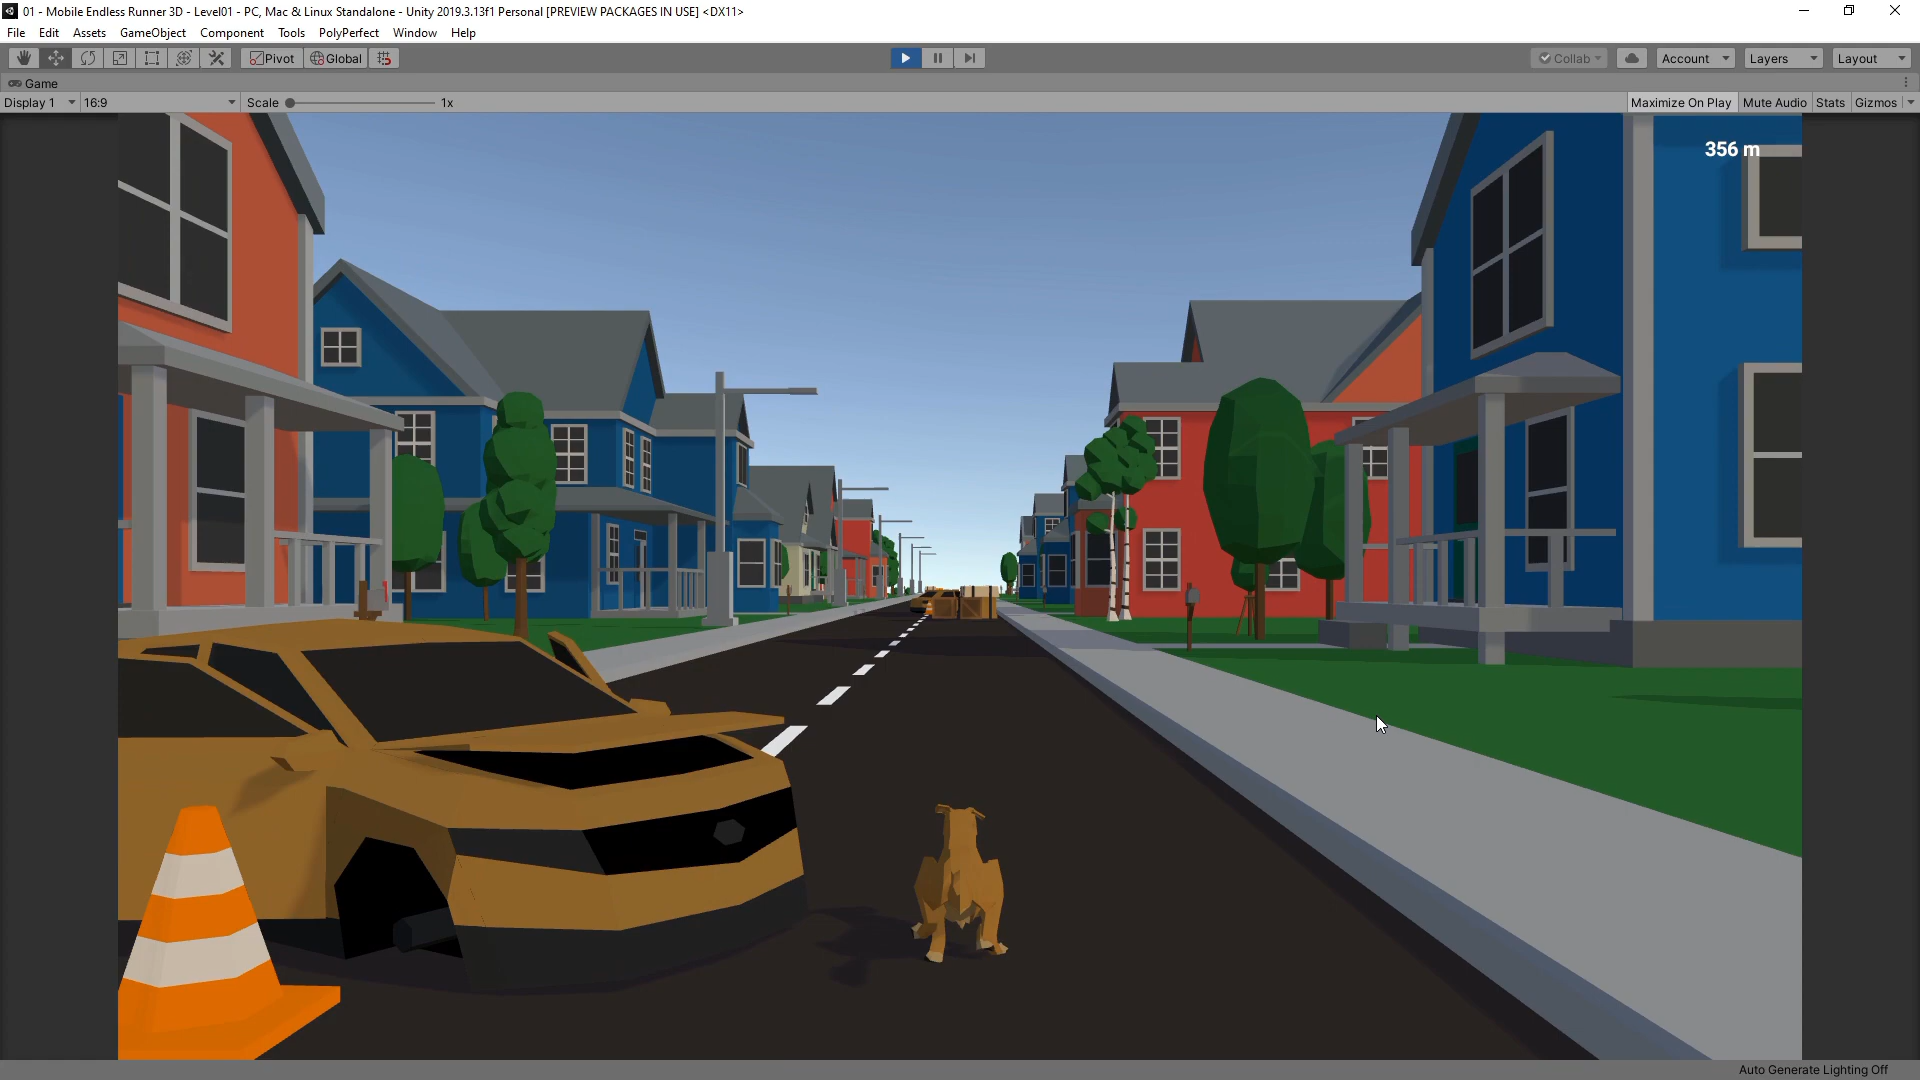 01 - Mobile Endless Runner 3D - Level01 - PC, Mac & Linux Standalone - Unity 2019.3.13f1 Personal [PREVIEW PACKAGES IN USE] <DX11>
File Edit Assets GameObject Component Tools PolyPerfect Window Help
Pivot Global Collab Account Layers Layout
Game
Display 1 16:9 Scale 1x Maximize On Play Mute Audio Stats Gizmos
356 m
Auto Generate Lighting Off